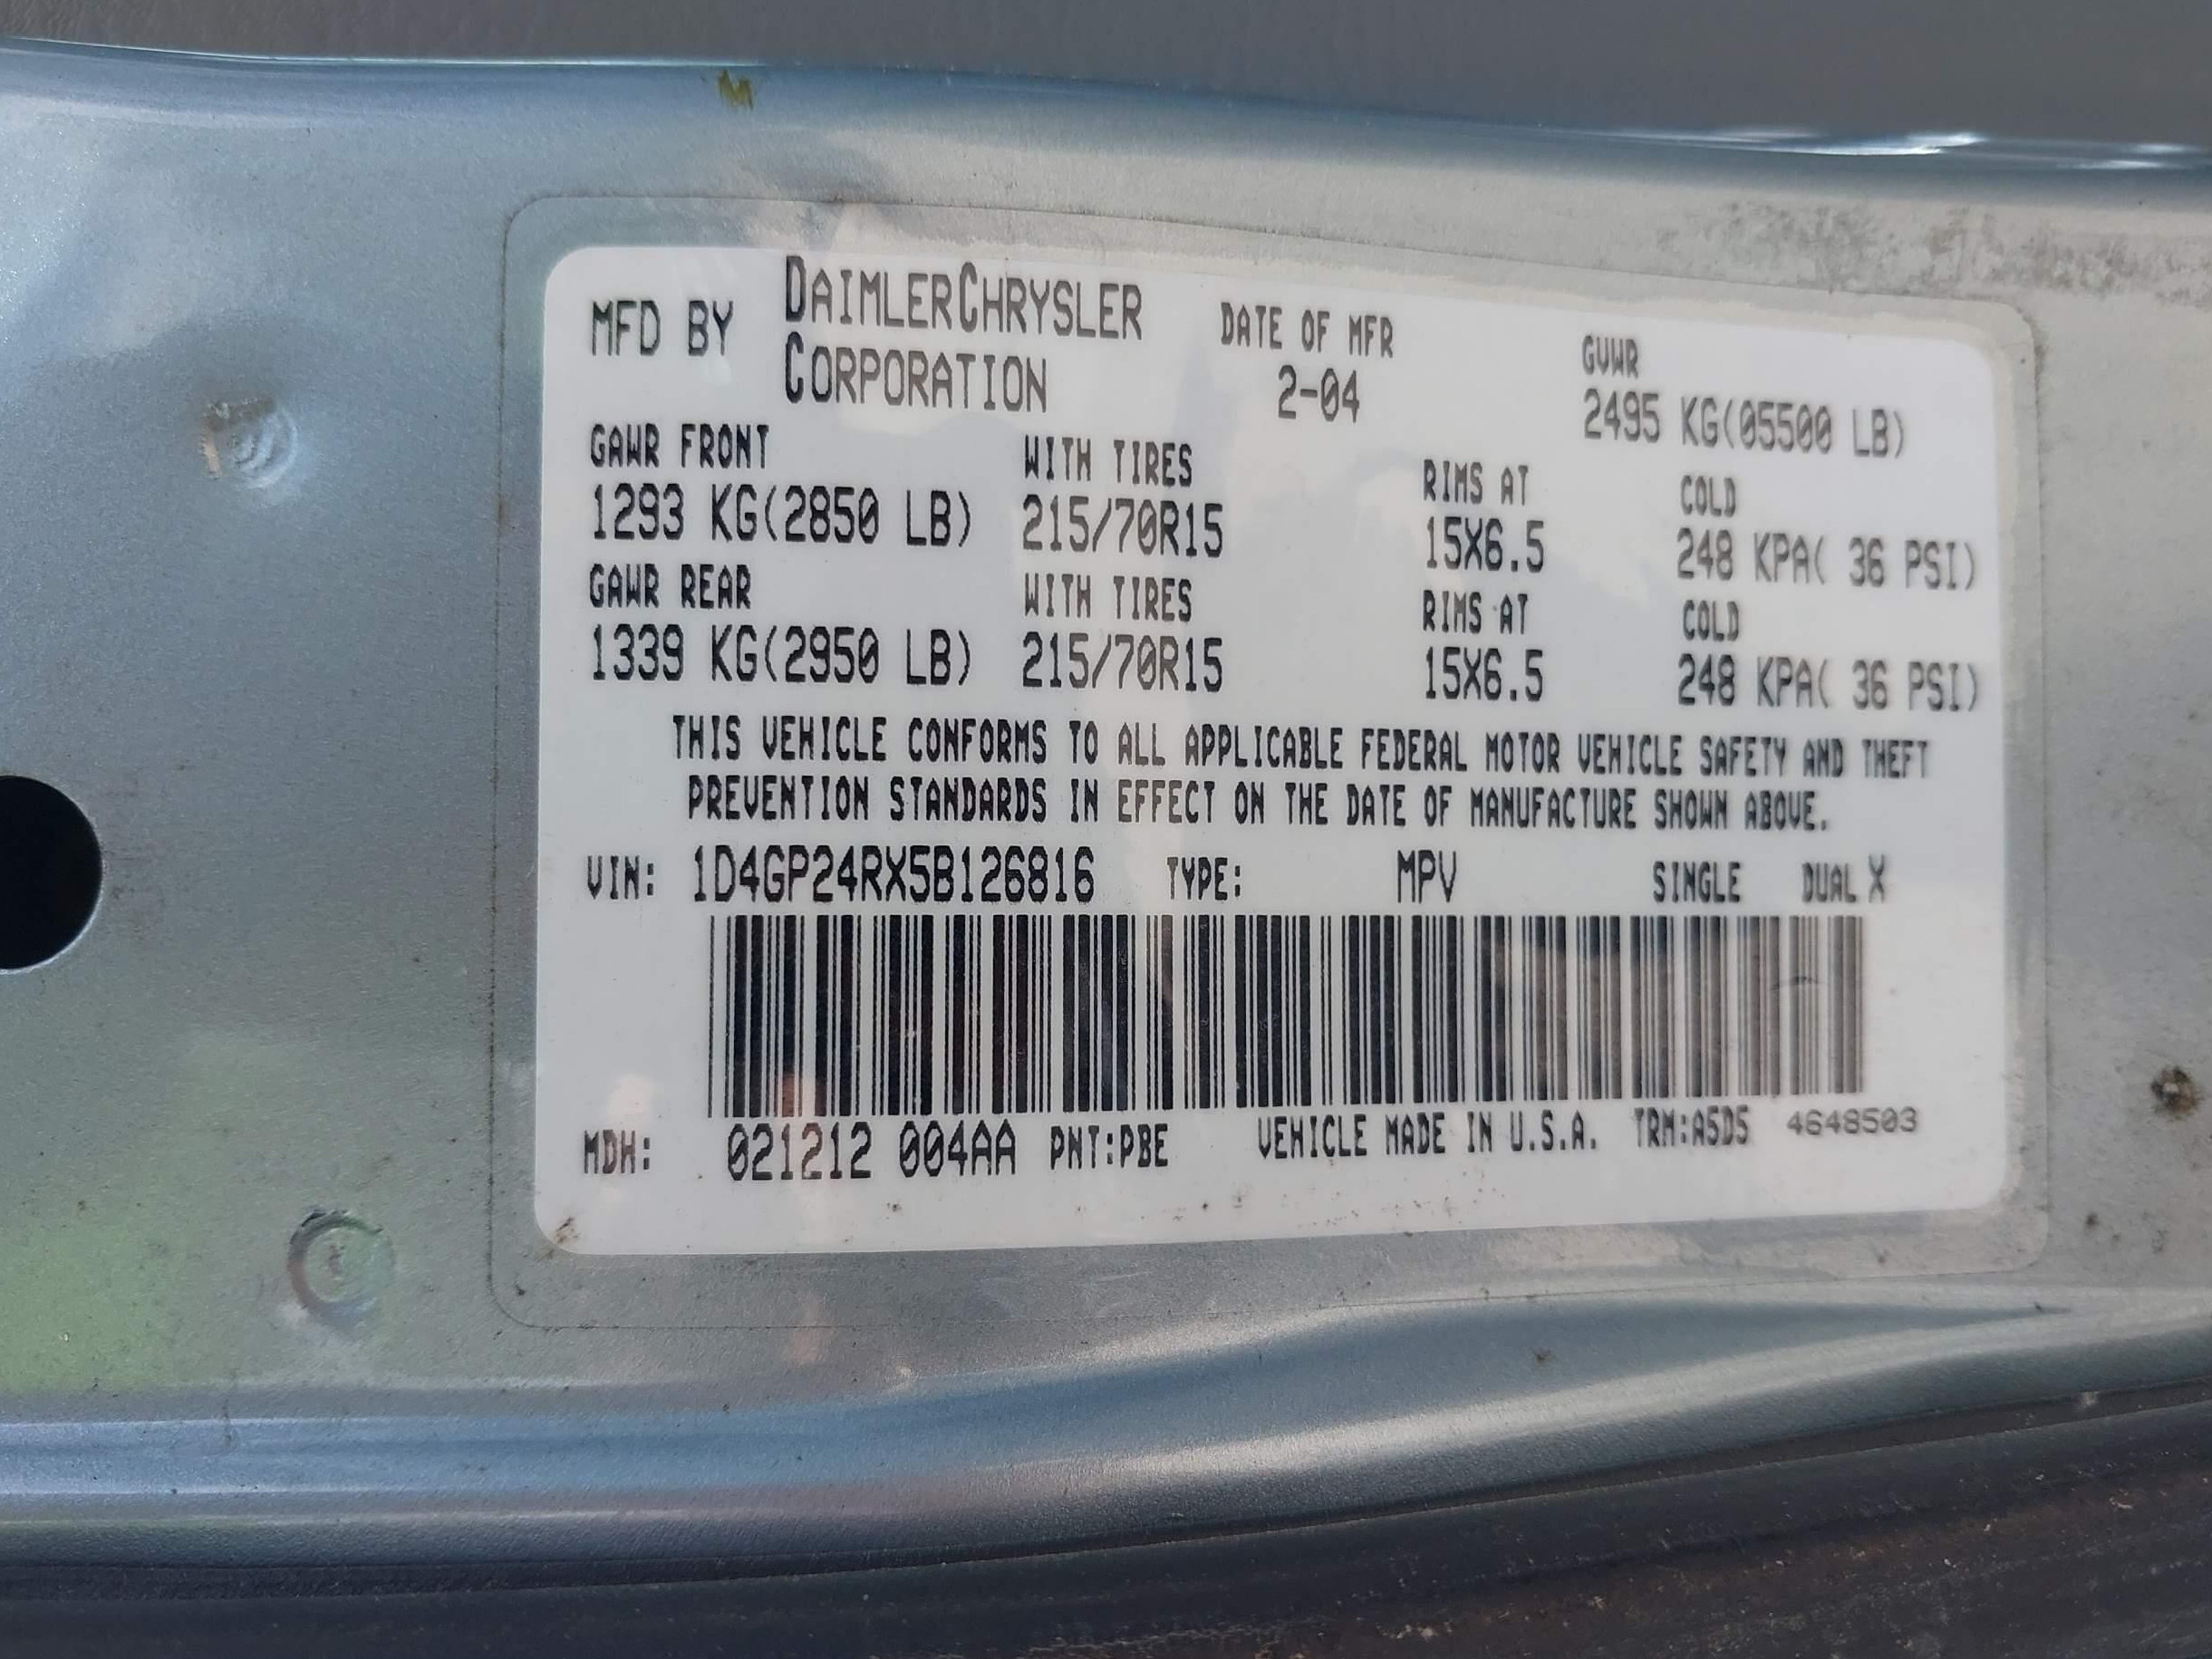 MFD BY DAIMLERCHRYSLER CORPORATION DATE OF MFR 2-04 GVWR 2495 KG(05500 LB)
GAWR FRONT WITH TIRES RIMS AT COLD
1293 KG(2850 LB) 215/70R15 15X6.5 248 KPA( 36 PSI)
GAWR REAR WITH TIRES RIMS AT COLD
1339 KG(2950 LB) 215/70R15 15X6.5 248 KPA( 36 PSI)
THIS VEHICLE CONFORMS TO ALL APPLICABLE FEDERAL MOTOR VEHICLE SAFETY AND THEFT
PREVENTION STANDARDS IN EFFECT ON THE DATE OF MANUFACTURE SHOWN ABOVE.
VIN: 1D4GP24RX5B126816 TYPE: MPV SINGLE DUAL X
MDH: 021212 004AA PNT:PBE VEHICLE MADE IN U.S.A. TRM:A5D5 4648503